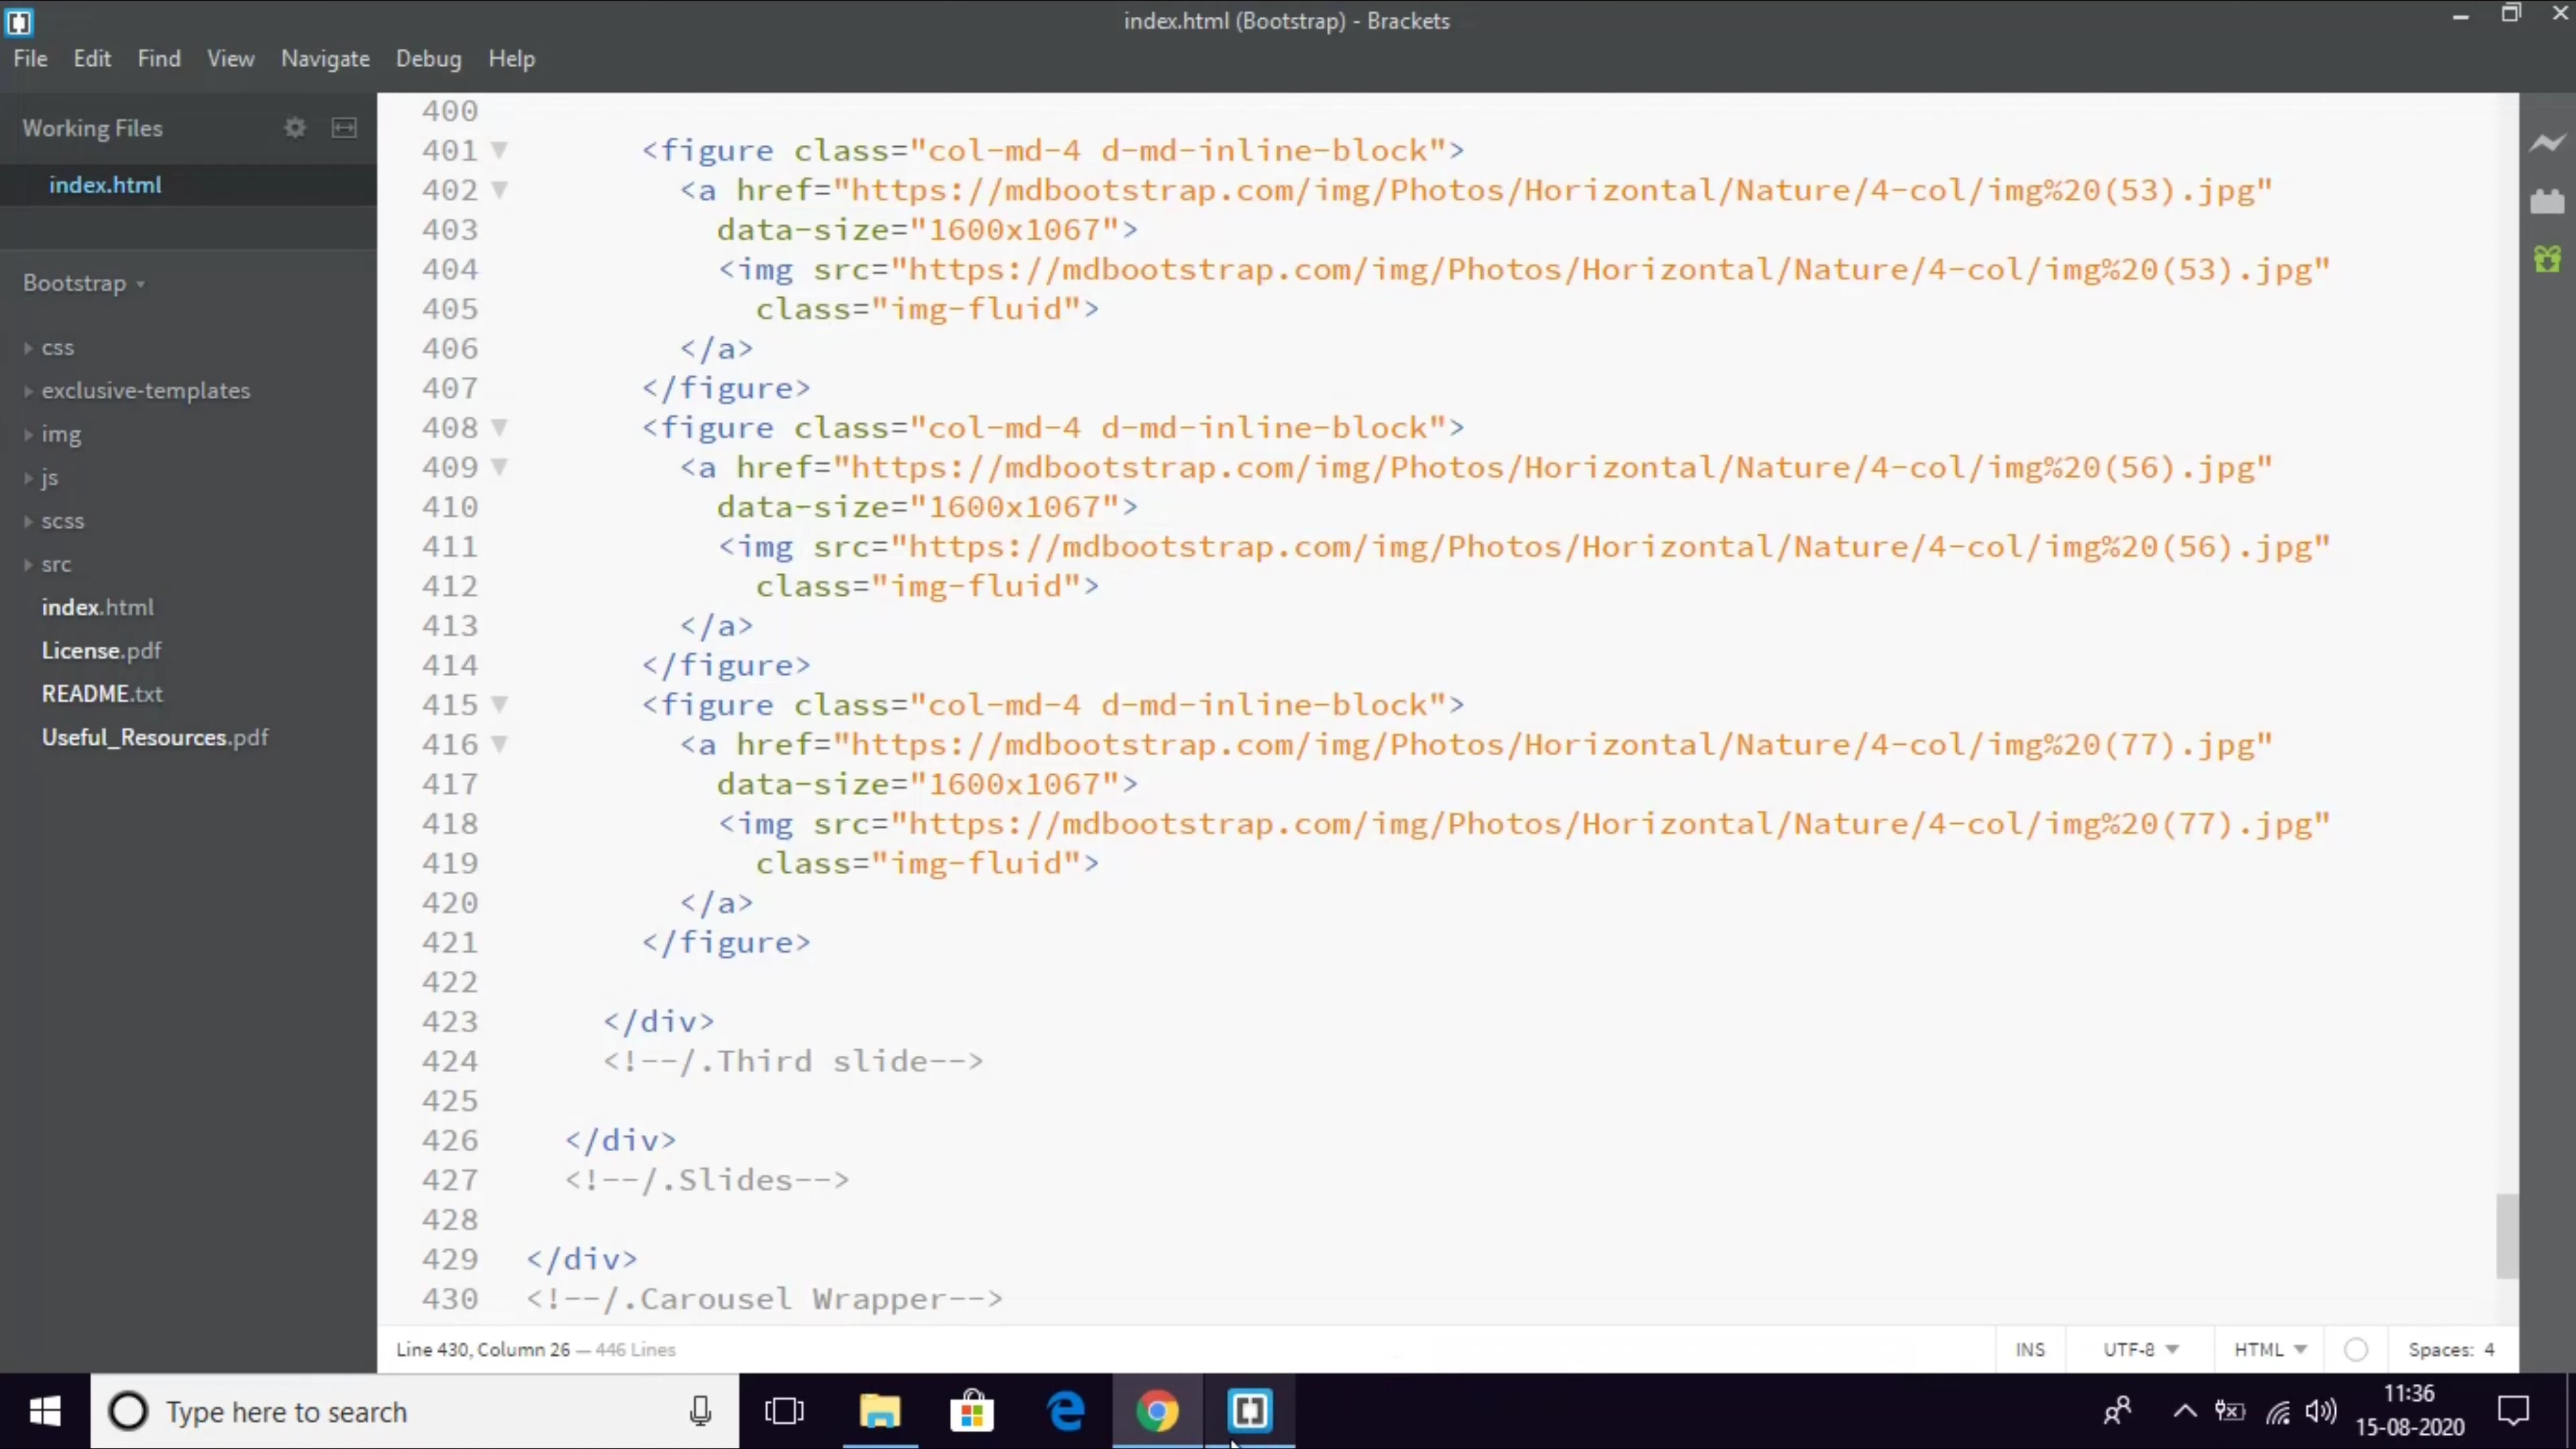 index.html (Bootstrap) - Brackets
File Edit Find View Navigate Debug Help
Working Files
index.html
Bootstrap
css
exclusive-templates
img
js
scss
src
index.html
License.pdf
README.txt
Useful_Resources.pdf
400
401 <figure class="col-md-4 d-md-inline-block">
402 <a href="https://mdbootstrap.com/img/Photos/Horizontal/Nature/4-col/img%20(53).jpg"
403 data-size="1600x1067">
404 <img src="https://mdbootstrap.com/img/Photos/Horizontal/Nature/4-col/img%20(53).jpg"
405 class="img-fluid">
406 </a>
407 </figure>
408 <figure class="col-md-4 d-md-inline-block">
409 <a href="https://mdbootstrap.com/img/Photos/Horizontal/Nature/4-col/img%20(56).jpg"
410 data-size="1600x1067">
411 <img src="https://mdbootstrap.com/img/Photos/Horizontal/Nature/4-col/img%20(56).jpg"
412 class="img-fluid">
413 </a>
414 </figure>
415 <figure class="col-md-4 d-md-inline-block">
416 <a href="https://mdbootstrap.com/img/Photos/Horizontal/Nature/4-col/img%20(77).jpg"
417 data-size="1600x1067">
418 <img src="https://mdbootstrap.com/img/Photos/Horizontal/Nature/4-col/img%20(77).jpg"
419 class="img-fluid">
420 </a>
421 </figure>
422
423 </div>
424 <!--/.Third slide-->
425
426 </div>
427 <!--/.Slides-->
428
429 </div>
430 <!--/.Carousel Wrapper-->
Line 430, Column 26 — 446 Lines INS UTF-8 HTML Spaces: 4
Type here to search
11:36
15-08-2020